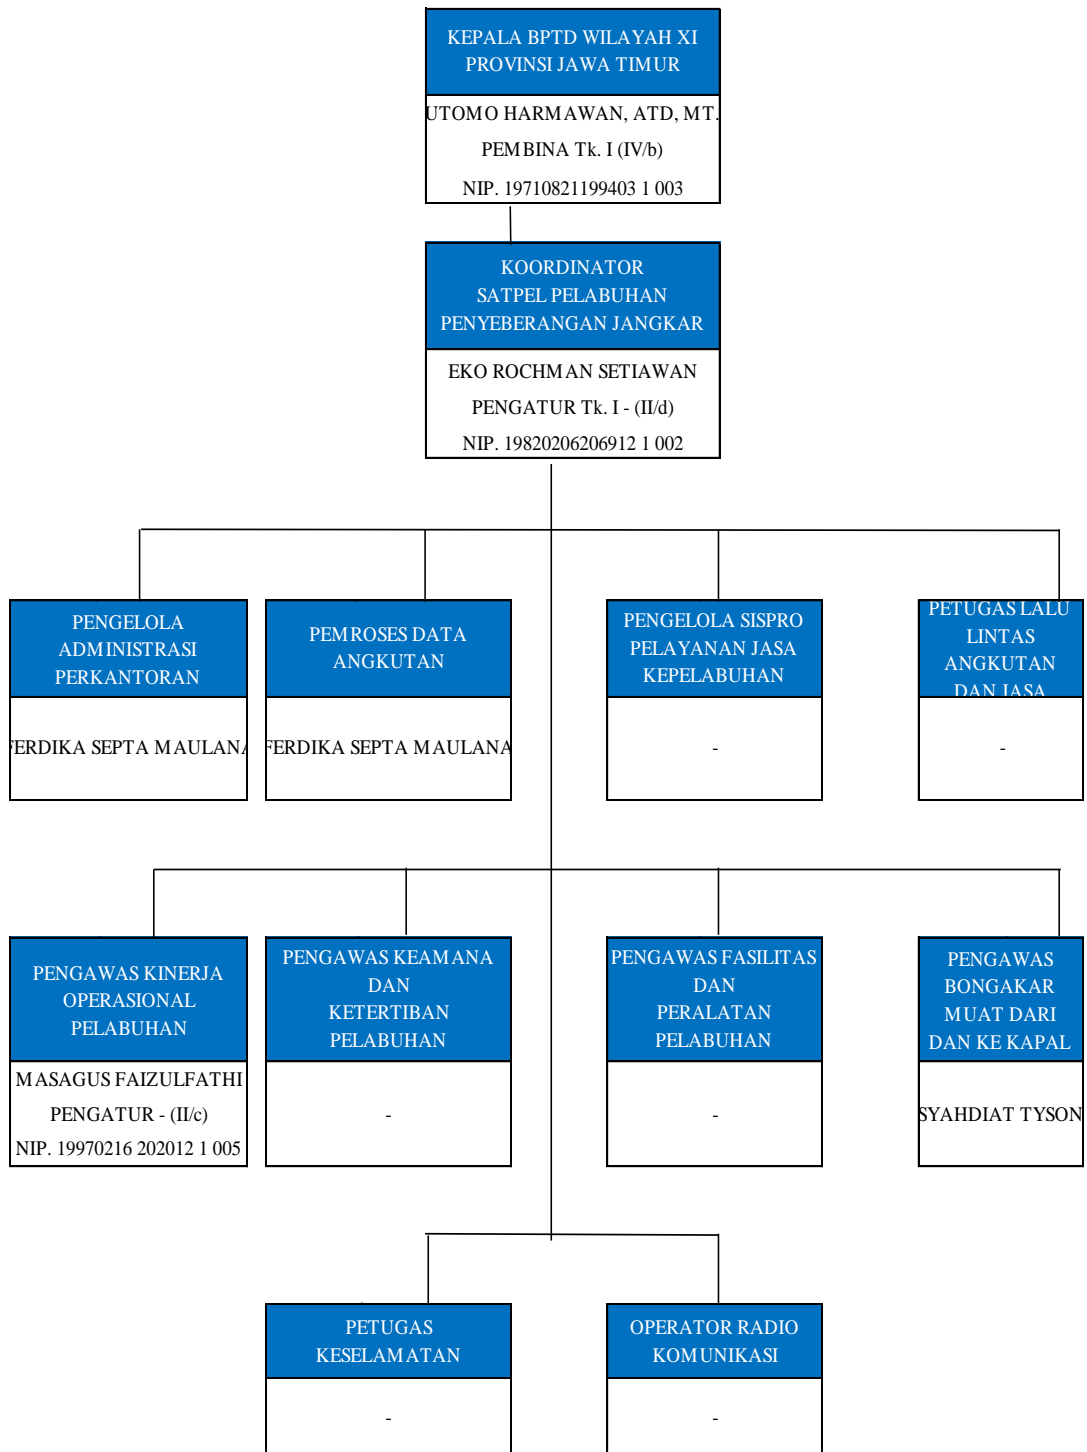 KEPALA BPTD WILAYAH XI
PROVINSI JAWA TIMUR
UTOMO HARMAWAN, ATD, MT.
PEMBINA Tk. I (IV/b)
NIP. 19710821199403 1 003
KOORDINATOR
SATPEL PELABUHAN
PENYEBERANGAN JANGKAR
EKO ROCHMAN SETIAWAN
PENGATUR Tk. I - (II/d)
NIP. 19820206206912 1 002
PENGELOLA
ADMINISTRASI
PERKANTORAN
FERDIKA SEPTA MAULANA
PEMROSES DATA
ANGKUTAN
FERDIKA SEPTA MAULANA
PENGELOLA SISPRO
PELAYANAN JASA
KEPELABUHAN
-
PETUGAS LALU
LINTAS
ANGKUTAN
DAN JASA
-
PENGAWAS KINERJA
OPERASIONAL
PELABUHAN
MASAGUS FAIZULFATHI
PENGATUR - (II/c)
NIP. 19970216 202012 1 005
PENGAWAS KEAMANA
DAN
KETERTIBAN
PELABUHAN
-
PENGAWAS FASILITAS
DAN
PERALATAN
PELABUHAN
-
PENGAWAS
BONGAKAR
MUAT DARI
DAN KE KAPAL
SYAHDIAT TYSON
PETUGAS
KESELAMATAN
-
OPERATOR RADIO
KOMUNIKASI
-